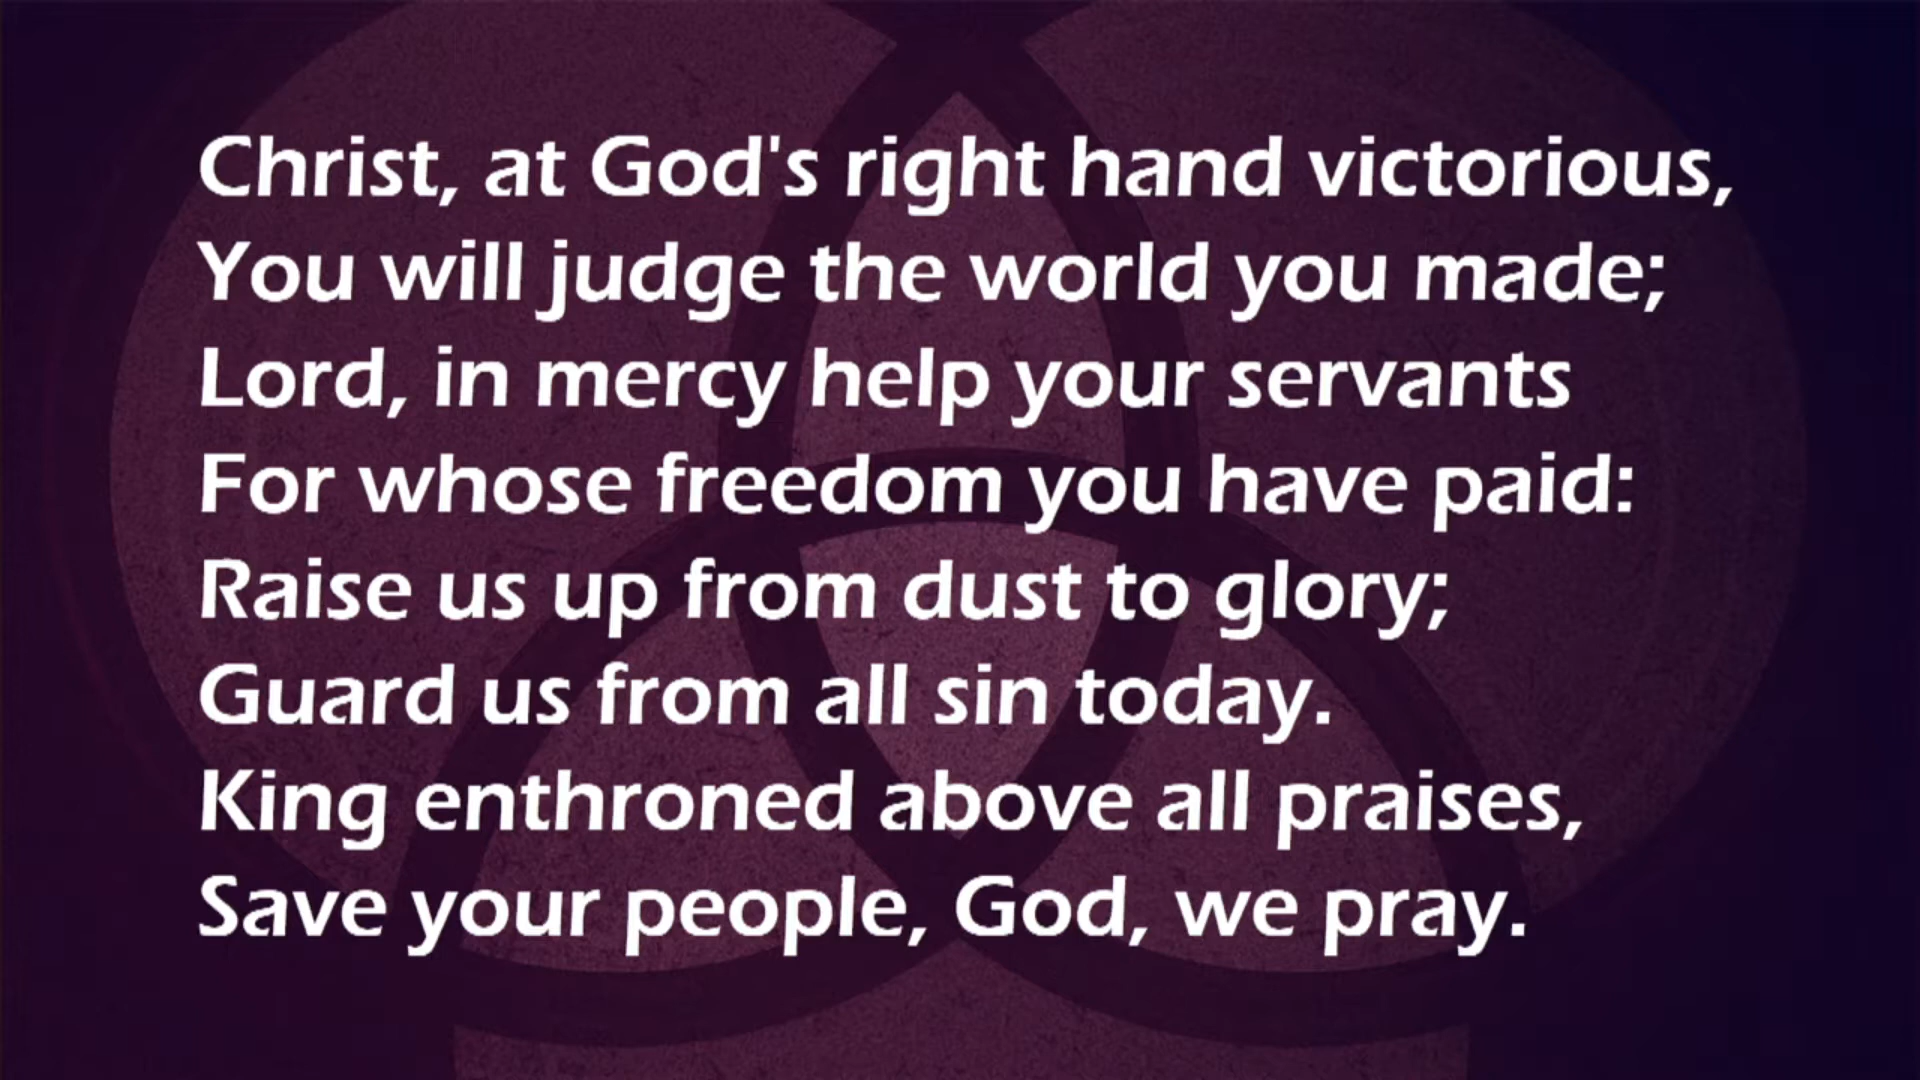 Christ, at God's right hand victorious,
You will judge the world you made;
Lord, in mercy help your servants
For whose freedom you have paid:
Raise us up from dust to glory;
Guard us from all sin today.
King enthroned above all praises,
Save your people, God, we pray.